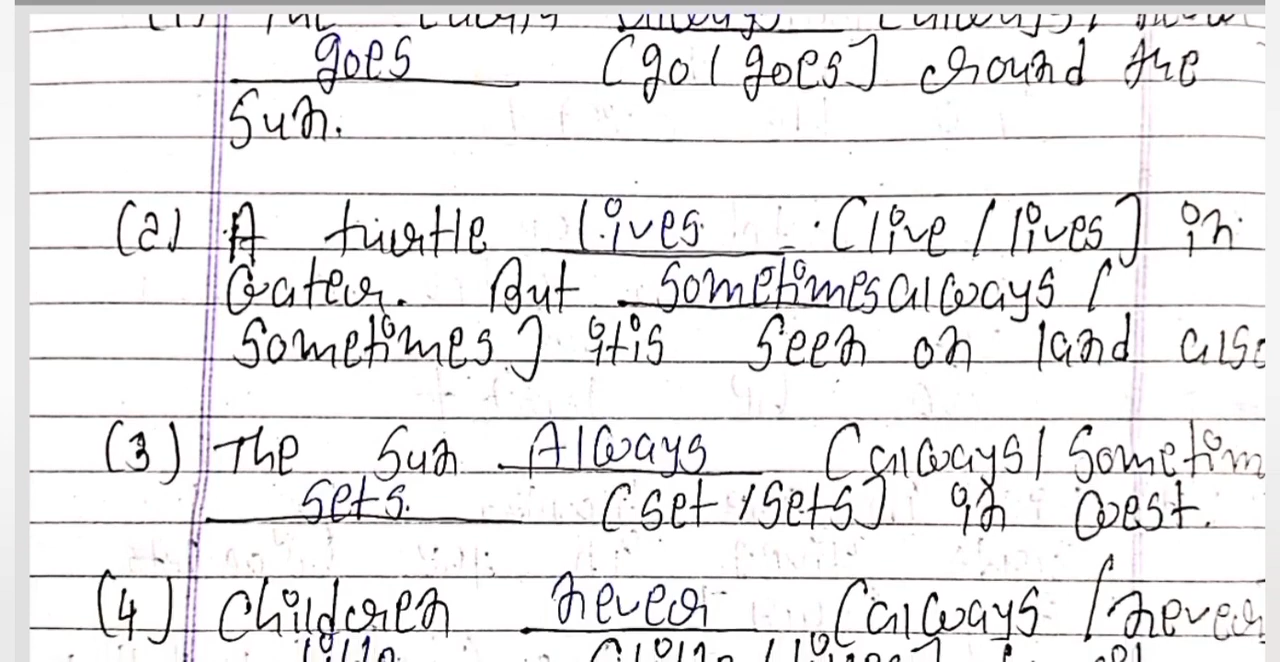 goes (go / goes) around the
Sun.
(2) A turtle lives. (live / lives) in
water. But sometimes always /
Sometimes) it is seen on land also
(3) The Sun Always (always / Sometim
sets. (set / sets) in west.
(4) Children never (always / never